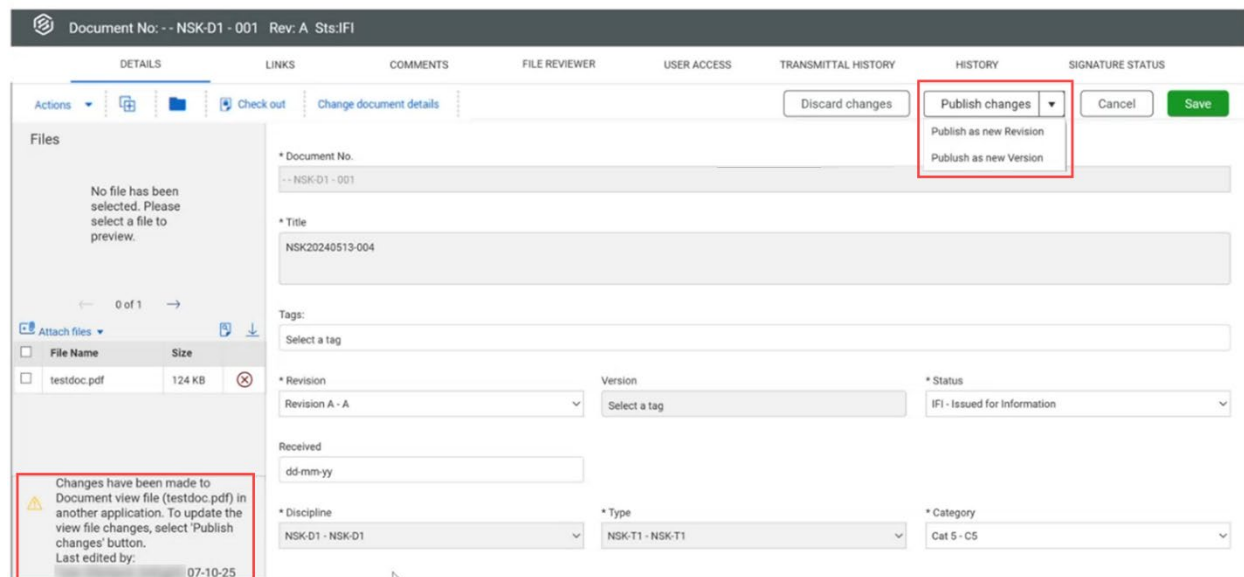 Document No: - - NSK-D1 - 001 Rev: A Sts:IFI
DETAILS
LINKS
COMMENTS
FILE REVIEWER
USER ACCESS
TRANSMITTAL HISTORY
HISTORY
SIGNATURE STATUS
Actions
Check out
Change document details
Discard changes
Publish changes
Cancel
Save
Publish as new Revision
Publush as new Version
Files
No file has been
selected. Please
select a file to
preview.
0 of 1
Attach files
File Name Size
testdoc.pdf 124 KB
Changes have been made to
Document view file (testdoc.pdf) in
another application. To update the
view file changes, select 'Publish
changes' button.
Last edited by:
07-10-25
* Document No.
- - NSK-D1 - 001
* Title
NSK20240513-004
Tags:
Select a tag
* Revision
Revision A - A
Version
Select a tag
* Status
IFI - Issued for Information
Received
dd-mm-yy
* Discipline
NSK-D1 - NSK-D1
* Type
NSK-T1 - NSK-T1
* Category
Cat 5 - C5